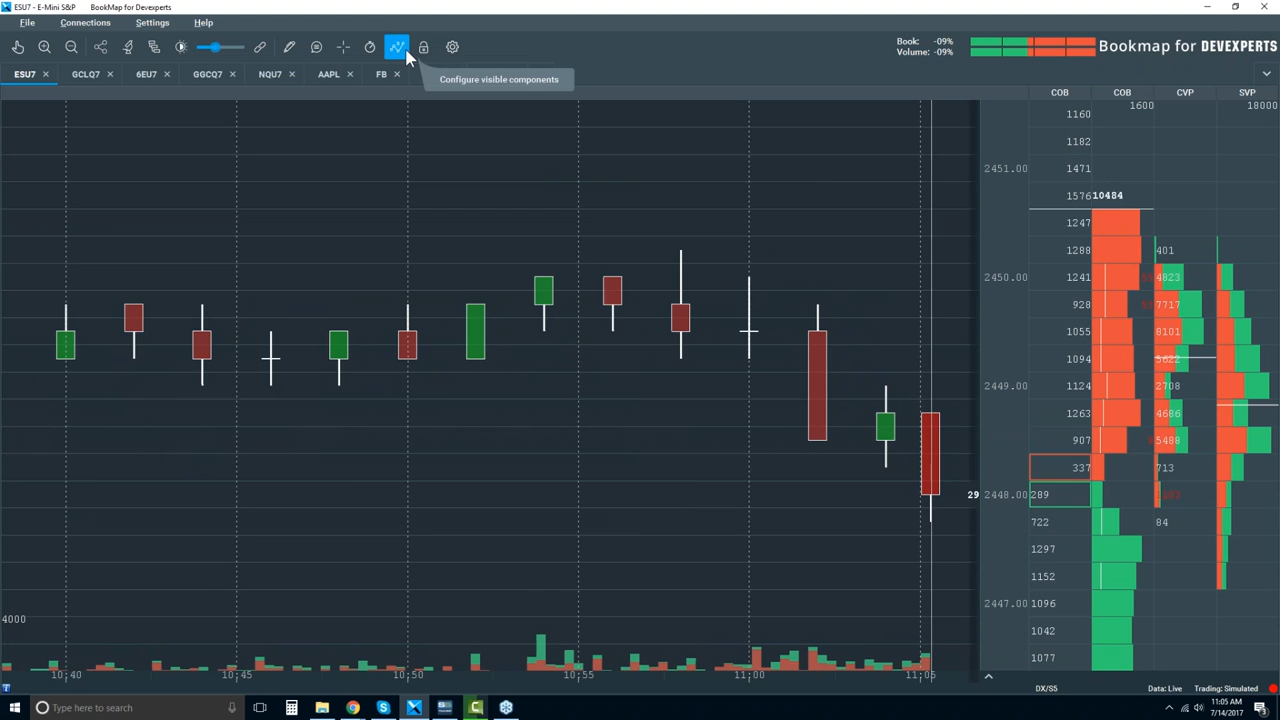 ESU7 - E-Mini S&P BookMap for Devexperts
File Connections Settings Help
Book: -09%
Volume: -09%
Bookmap for DEVEXPERTS
ESU7 GCLQ7 6EU7 GGCQ7 NQU7 AAPL FB
Configure visible components
COB COB CVP SVP
1600 18000
1160
1182
2451.00 1471
1576 10484
1247
1288 401
2450.00 1241 4823
928 7717
1055 8101
1094 5622
2449.00 1124 2708
1263 4686
907 5488
337 713
29 2448.00 289
722 84
1297
1152
2447.00 1096
4000
1042
1077
10:40 10:45 10:50 10:55 11:00 11:05
DX/S5 Data: Live Trading: Simulated
Type here to search
11:05 AM
7/14/2017
3